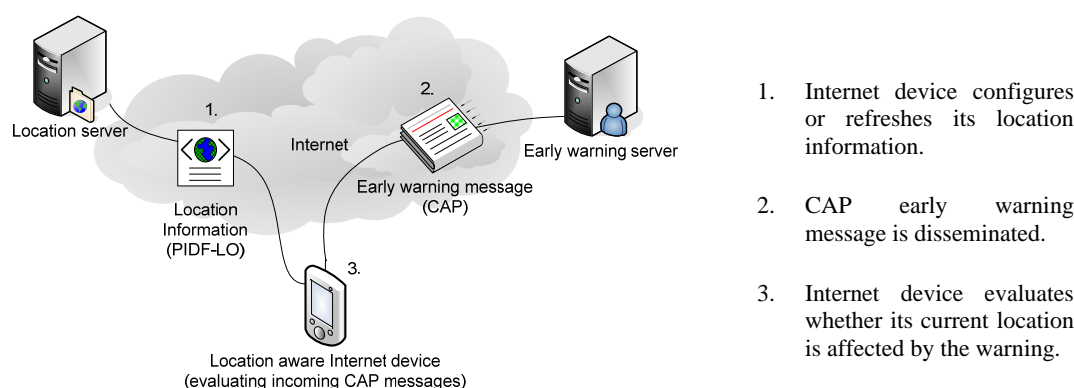 Location server
1.
Location
Information
(PIDF-LO)
Internet
2.
Early warning message
(CAP)
Early warning server
3.
Location aware Internet device
(evaluating incoming CAP messages)
1. Internet device configures
or refreshes its location
information.
2. CAP early warning
message is disseminated.
3. Internet device evaluates
whether its current location
is affected by the warning.